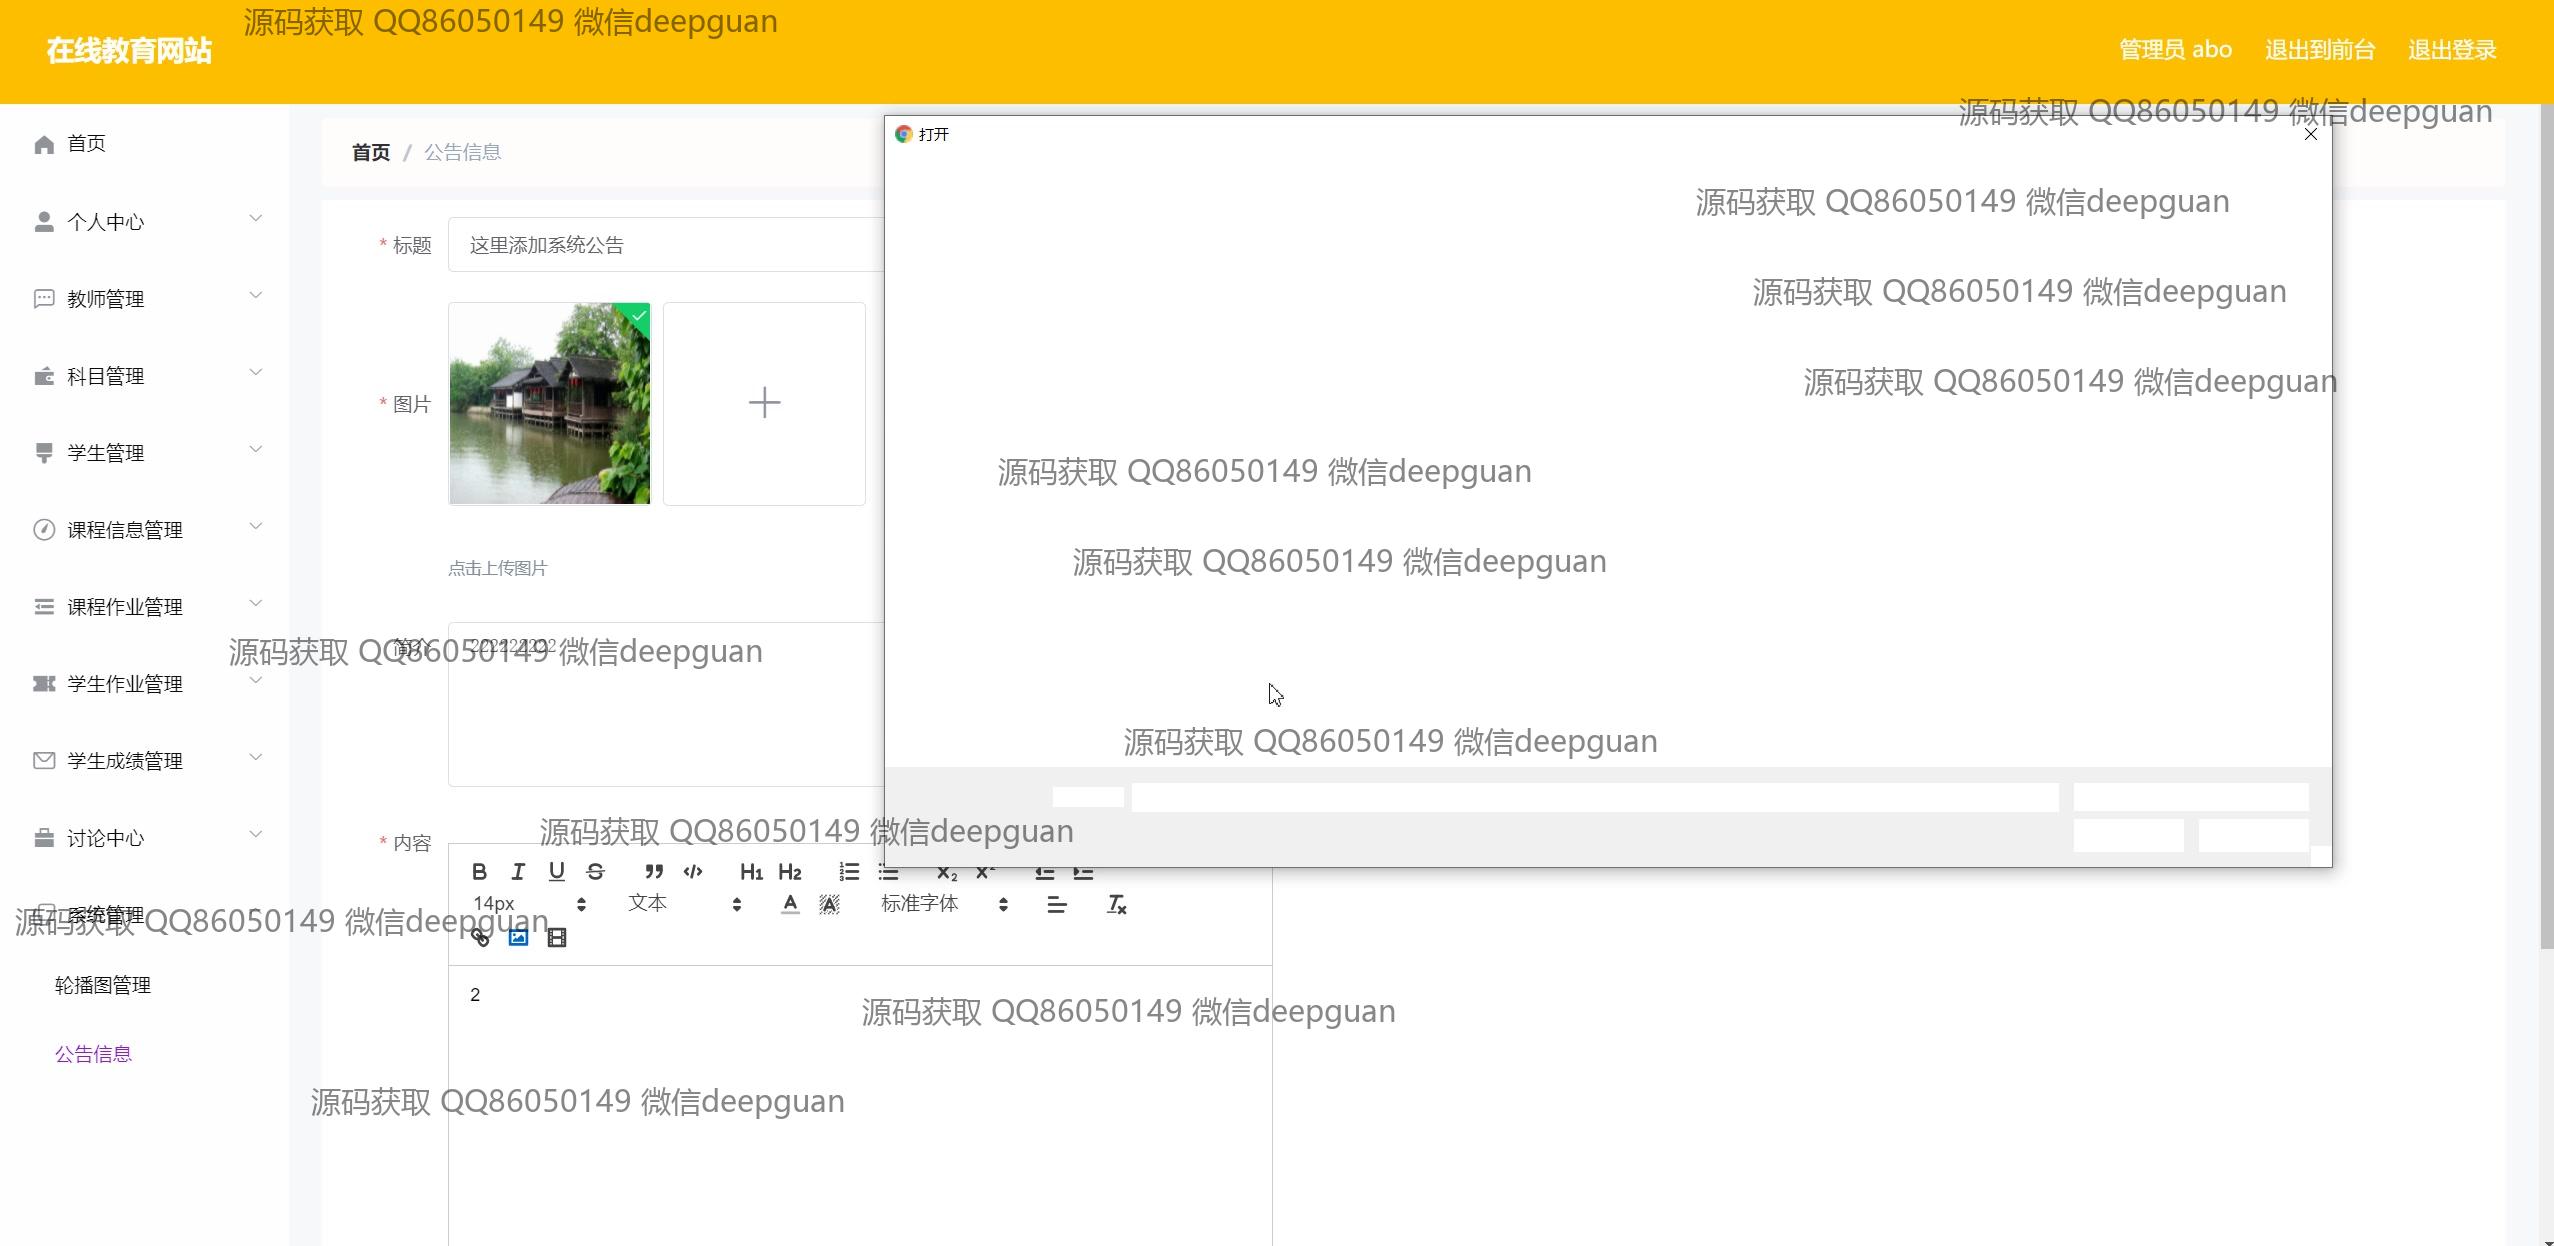 源码获取 QQ86050149 微信deepguan
在线教育网站
管理员 abo 退出到前台 退出登录
源码获取 QQ86050149 微信deepguan
首页
首页 / 公告信息
打开
个人中心
* 标题 这里添加系统公告
源码获取 QQ86050149 微信deepguan
教师管理
源码获取 QQ86050149 微信deepguan
科目管理
* 图片
源码获取 QQ86050149 微信deepguan
学生管理
源码获取 QQ86050149 微信deepguan
课程信息管理
点击上传图片
源码获取 QQ86050149 微信deepguan
课程作业管理
简介 222222222
源码获取 QQ86050149 微信deepguan
学生作业管理
源码获取 QQ86050149 微信deepguan
学生成绩管理
讨论中心
* 内容
源码获取 QQ86050149 微信deepguan
B I U S H1 H2 X2 X2
14px 文本 A A 标准字体 Tx
系统管理
源码获取 QQ86050149 微信deepguan
轮播图管理
2
源码获取 QQ86050149 微信deepguan
公告信息
源码获取 QQ86050149 微信deepguan